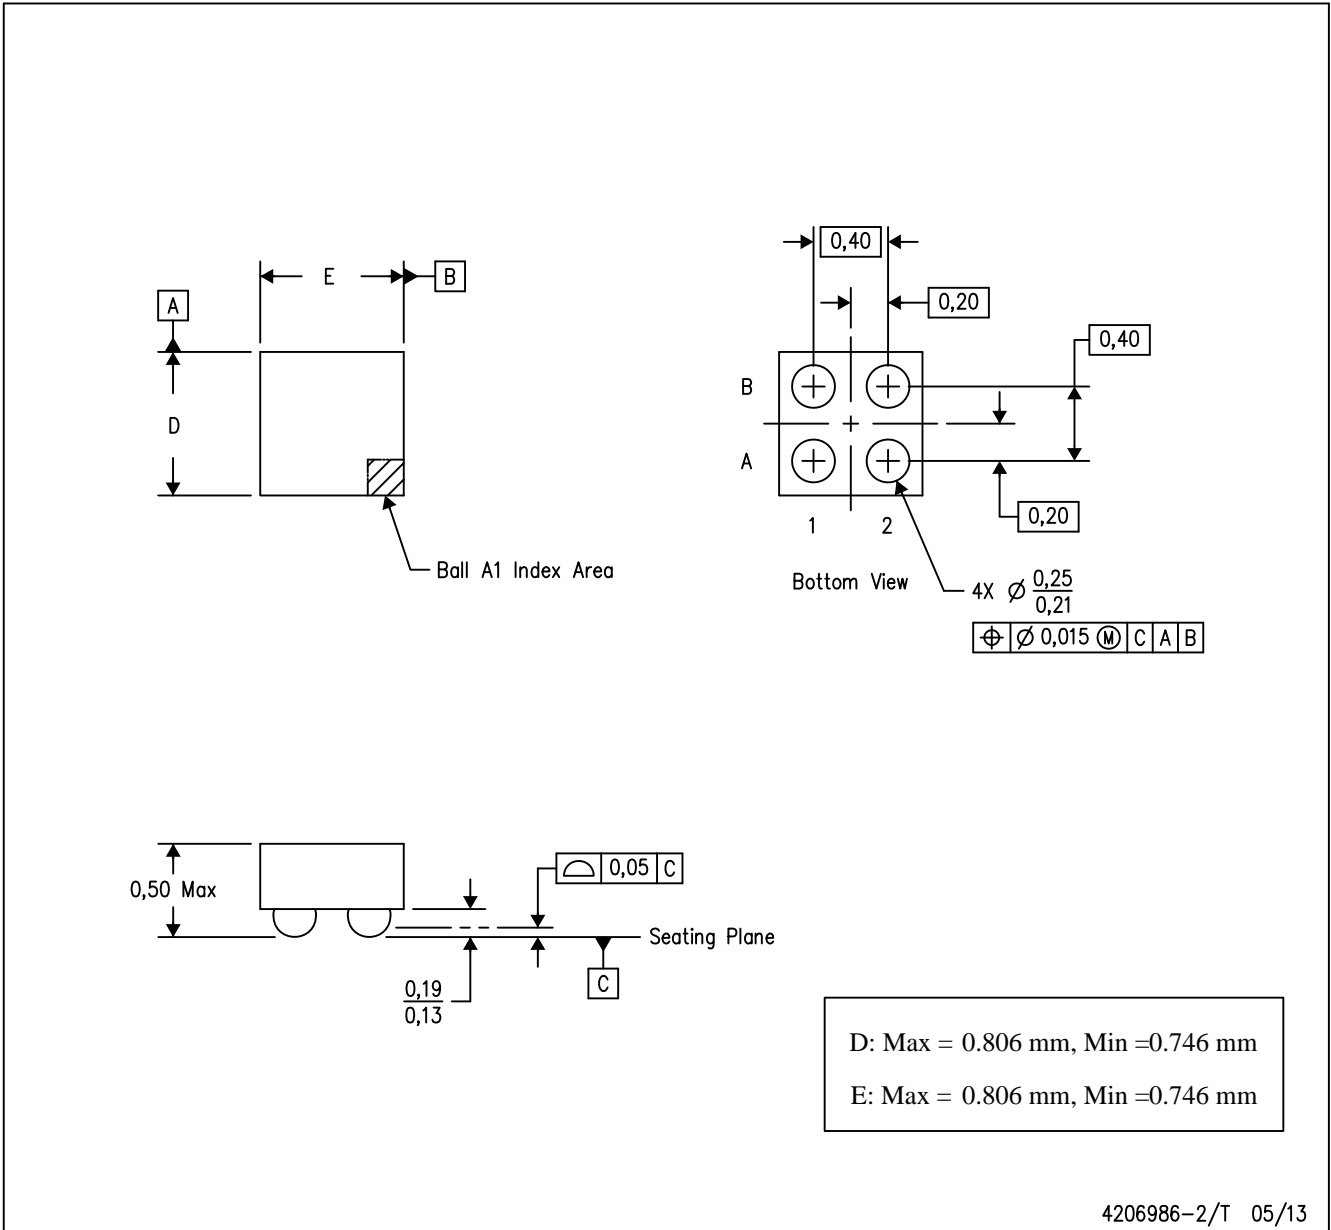 0,40
E
B
A
0,20
0,40
B
D
A
0,20
1 2
Ball A1 Index Area
Bottom View
4X Ø 0,25
0,21
⌖ Ø 0,015 Ⓜ C A B
0,50 Max
⌓ 0,05 C
Seating Plane
C
0,19
0,13
D: Max = 0.806 mm, Min =0.746 mm
E: Max = 0.806 mm, Min =0.746 mm
4206986-2/T 05/13